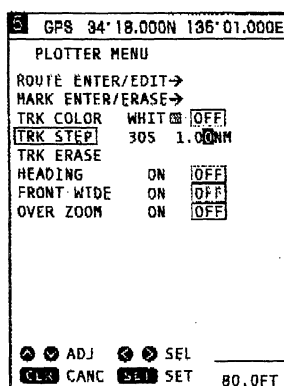 5 GPS 34°18.000N 136°01.000E
PLOTTER MENU
ROUTE ENTER/EDIT→
MARK ENTER/ERASE→
TRK COLOR WHIT OFF
TRK STEP 30S 1.00NM
TRK ERASE
HEADING ON OFF
FRONT WIDE ON OFF
OVER ZOOM ON OFF
ADJ SEL
CLR CANC SET SET 80.0FT